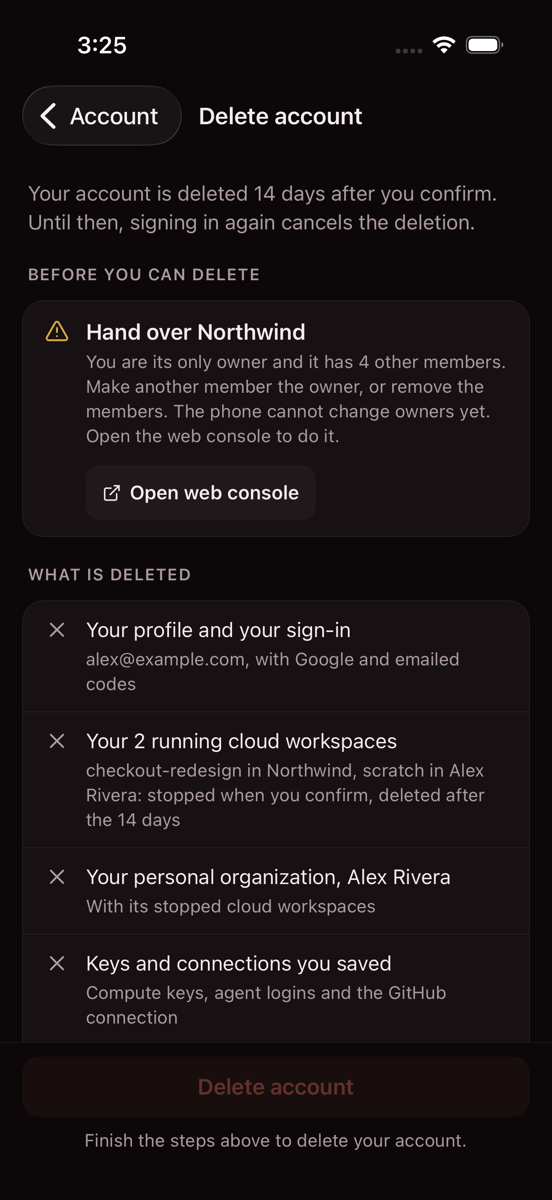 3:25
Account
Delete account
Your account is deleted 14 days after you confirm.
Until then, signing in again cancels the deletion.
BEFORE YOU CAN DELETE
Hand over Northwind
You are its only owner and it has 4 other members.
Make another member the owner, or remove the
members. The phone cannot change owners yet.
Open the web console to do it.
Open web console
WHAT IS DELETED
Your profile and your sign-in
alex@example.com, with Google and emailed
codes
Your 2 running cloud workspaces
checkout-redesign in Northwind, scratch in Alex
Rivera: stopped when you confirm, deleted after
the 14 days
Your personal organization, Alex Rivera
With its stopped cloud workspaces
Keys and connections you saved
Compute keys, agent logins and the GitHub
connection
Delete account
Finish the steps above to delete your account.